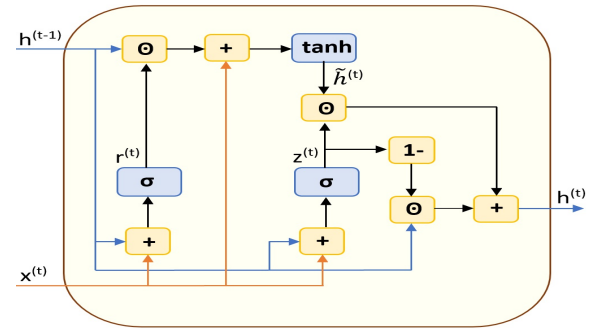 h(t-1)
ʘ
+
tanh
h̃(t)
ʘ
r(t)
z(t)
1-
σ
σ
ʘ
+
h(t)
+
+
x(t)